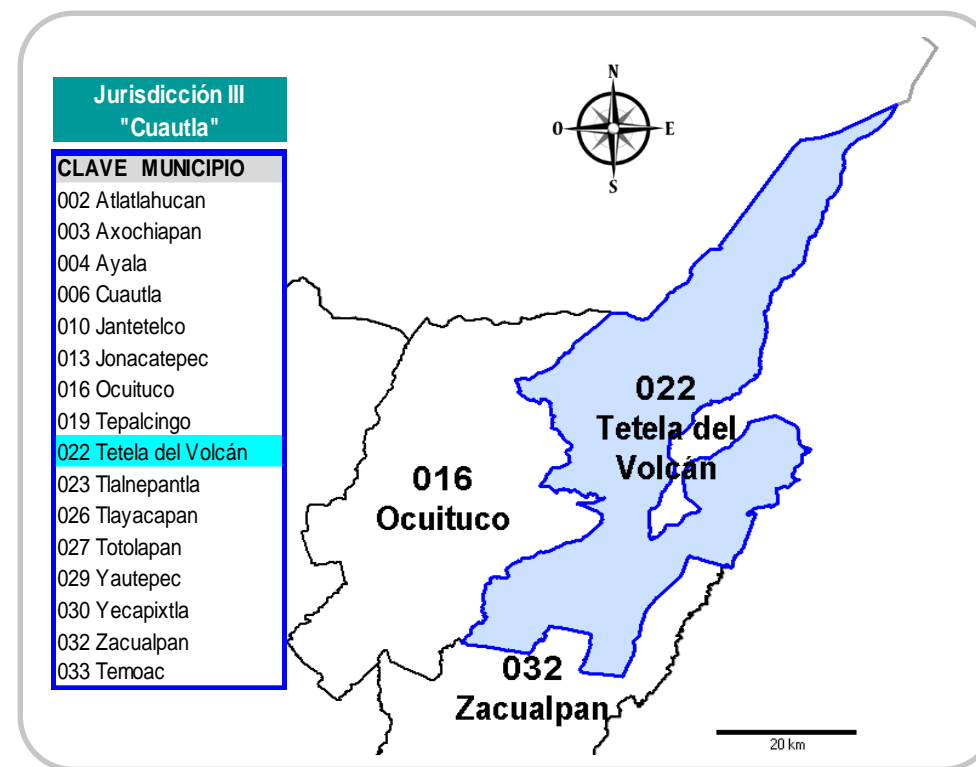 Jurisdicción III
"Cuautla"
CLAVE MUNICIPIO
002 Atlatlahucan
003 Axochiapan
004 Ayala
006 Cuautla
010 Jantetelco
013 Jonacatepec
016 Ocuituco
019 Tepalcingo
022 Tetela del Volcán
023 Tlalnepantla
026 Tlayacapan
027 Totolapan
029 Yautepec
030 Yecapixtla
032 Zacualpan
033 Temoac
N
O
E
S
022
Tetela del
Volcán
016
Ocuituco
032
Zacualpan
20 km